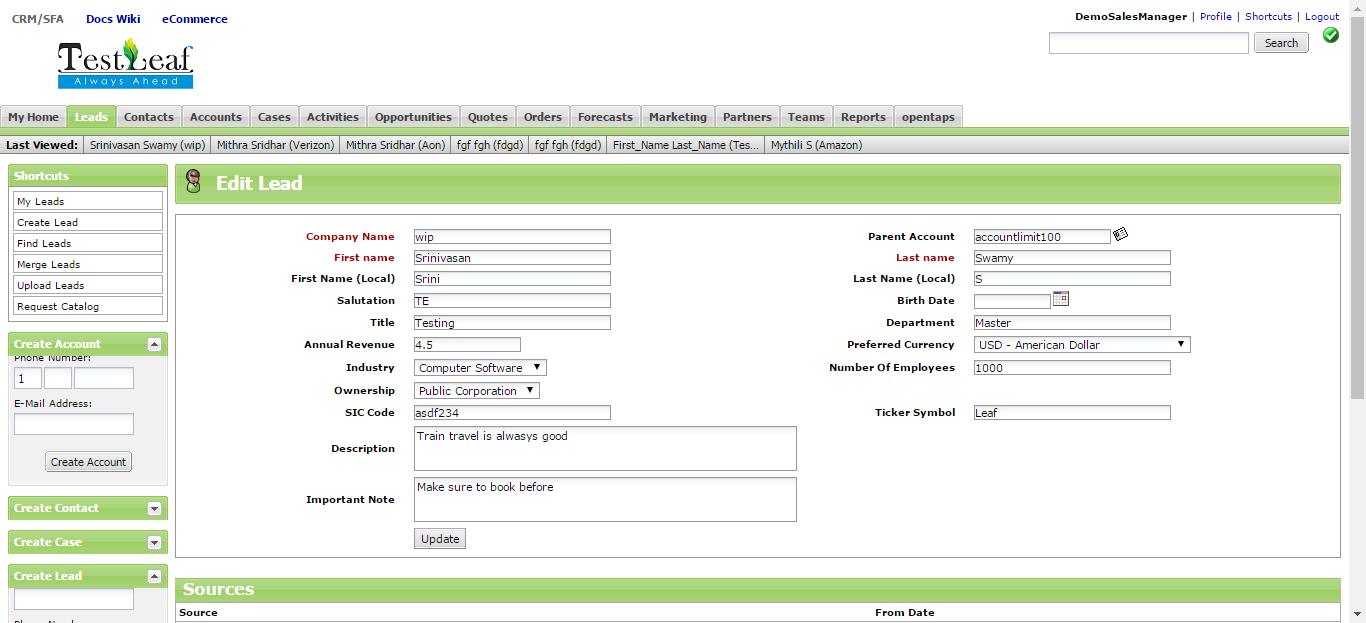 CRM/SFA Docs Wiki eCommerce
DemoSalesManager | Profile | Shortcuts | Logout
TestLeaf
Always Ahead
Search
My Home Leads Contacts Accounts Cases Activities Opportunities Quotes Orders Forecasts Marketing Partners Teams Reports opentaps
Last Viewed: Srinivasan Swamy (wip) Mithra Sridhar (Verizon) Mithra Sridhar (Aon) fgf fgh (fdgd) fgf fgh (fdgd) First_Name Last_Name (Tes... Mythili S (Amazon)
Shortcuts
My Leads
Create Lead
Find Leads
Merge Leads
Upload Leads
Request Catalog
Create Account
Phone Number:
1
E-Mail Address:
Create Account
Create Contact
Create Case
Create Lead
Edit Lead
Company Name wip Parent Account accountlimit100
First name Srinivasan Last name Swamy
First Name (Local) Srini Last Name (Local) S
Salutation TE Birth Date
Title Testing Department Master
Annual Revenue 4.5 Preferred Currency USD - American Dollar
Industry Computer Software Number Of Employees 1000
Ownership Public Corporation
SIC Code asdf234 Ticker Symbol Leaf
Description Train travel is alwasys good
Important Note Make sure to book before
Update
Sources
Source From Date